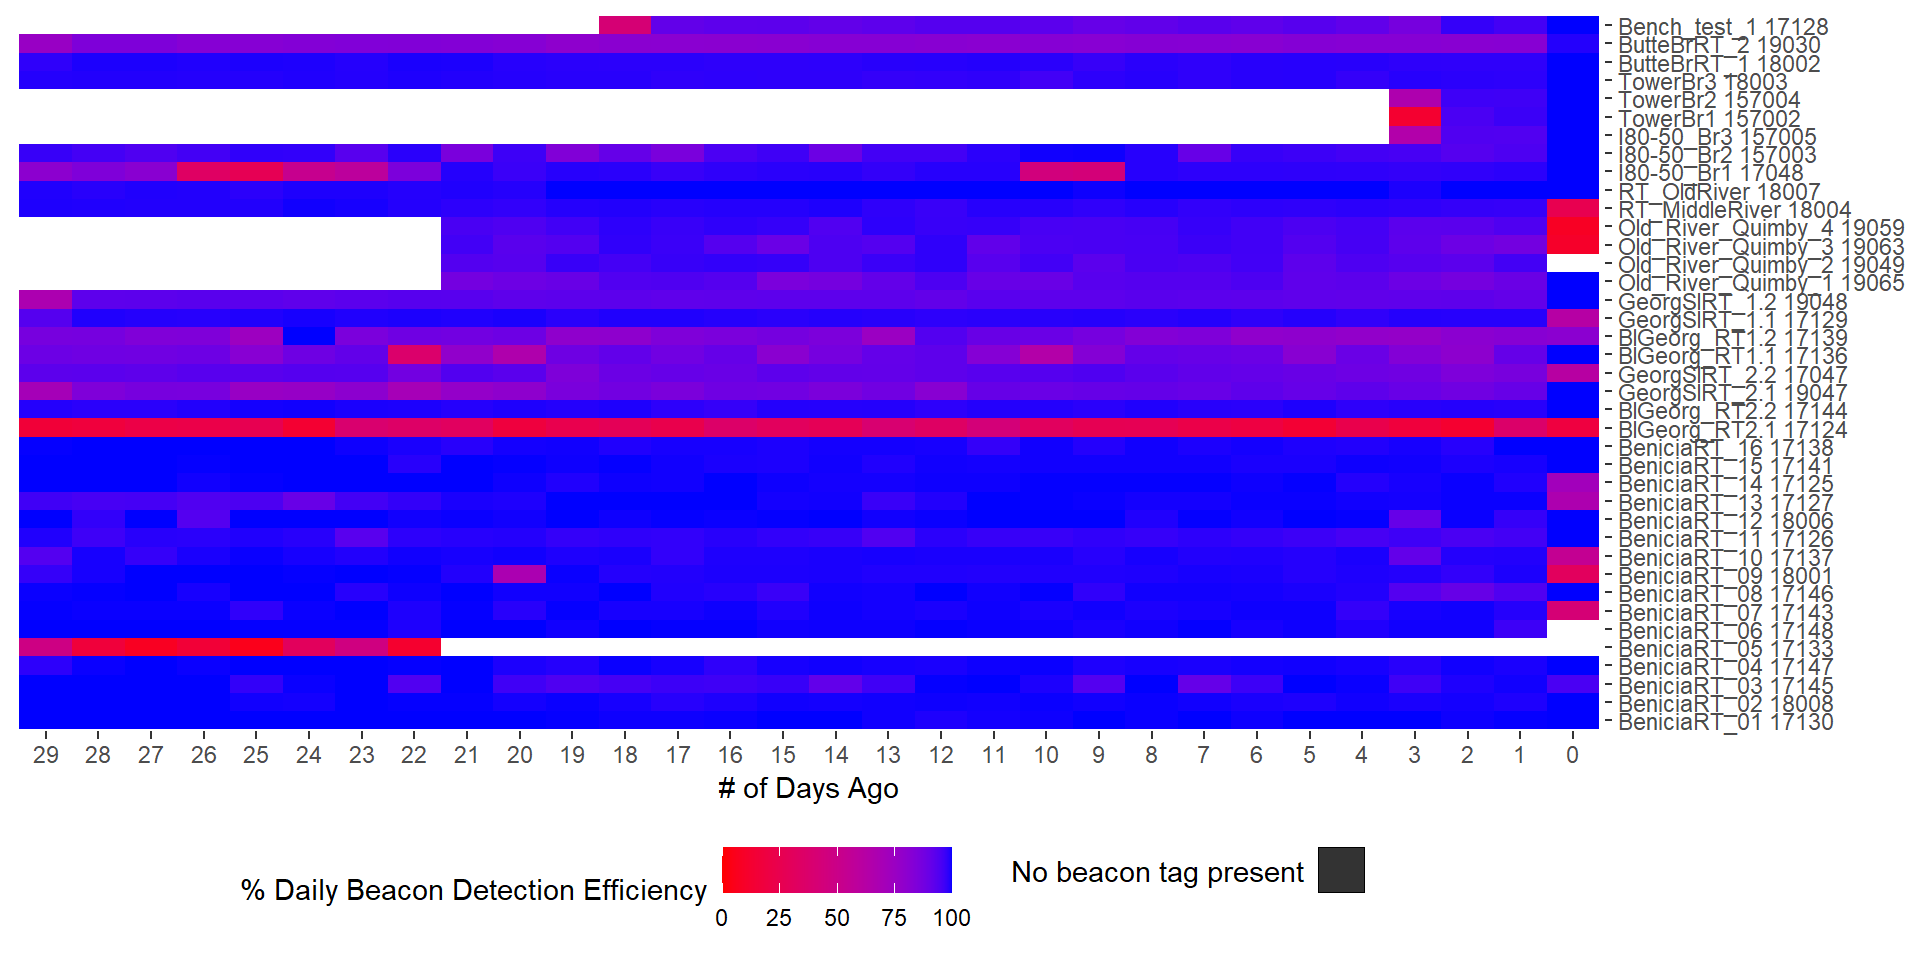 Bench_test_1 17128
ButteBrRT_2 19030
ButteBrRT_1 18002
TowerBr3 18003
TowerBr2 157004
TowerBr1 157002
I80-50_Br3 157005
I80-50_Br2 157003
I80-50_Br1 17048
RT_OldRiver 18007
RT_MiddleRiver 18004
Old_River_Quimby_4 19059
Old_River_Quimby_3 19063
Old_River_Quimby_2 19049
Old_River_Quimby_1 19065
GeorgSlRT_1.2 19048
GeorgSlRT_1.1 17129
BlGeorg_RT1.2 17139
BlGeorg_RT1.1 17136
GeorgSlRT_2.2 17047
GeorgSlRT_2.1 19047
BlGeorg_RT2.2 17144
BlGeorg_RT2.1 17124
BeniciaRT_16 17138
BeniciaRT_15 17141
BeniciaRT_14 17125
BeniciaRT_13 17127
BeniciaRT_12 18006
BeniciaRT_11 17126
BeniciaRT_10 17137
BeniciaRT_09 18001
BeniciaRT_08 17146
BeniciaRT_07 17143
BeniciaRT_06 17148
BeniciaRT_05 17133
BeniciaRT_04 17147
BeniciaRT_03 17145
BeniciaRT_02 18008
BeniciaRT_01 17130
29 28 27 26 25 24 23 22 21 20 19 18 17 16 15 14 13 12 11 10 9 8 7 6 5 4 3 2 1 0
# of Days Ago
% Daily Beacon Detection Efficiency
0 25 50 75 100
No beacon tag present